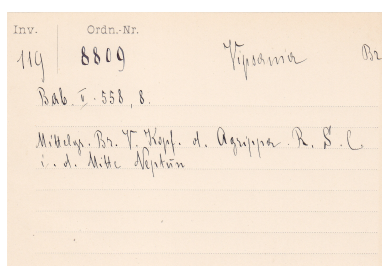 Inv. Ordn.-Nr.
119 8809 Vipsania Br
Bab. II. 558, 8.
Mittelgr. Br. V. Kopf. d. Agrippa. R. S. C
i. d. Mitte Neptun